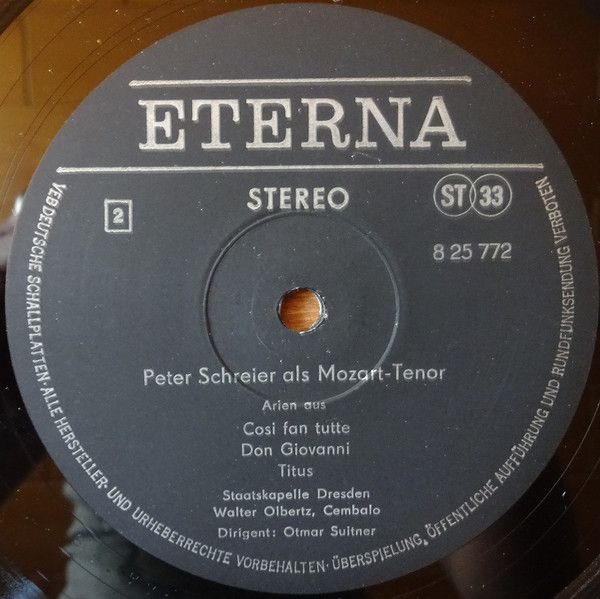 ETERNA
STEREO
2
ST 33
8 25 772
Peter Schreier als Mozart-Tenor
Arien aus
Cosi fan tutte
Don Giovanni
Titus
Staatskapelle Dresden
Walter Olbertz, Cembalo
Dirigent: Otmar Suitner
VEB DEUTSCHE SCHALLPLATTEN · ALLE HERSTELLER- UND URHEBERRECHTE VORBEHALTEN · ÜBERSPIELUNG, ÖFFENTLICHE AUFFÜHRUNG UND RUNDFUNKSENDUNG VERBOTEN